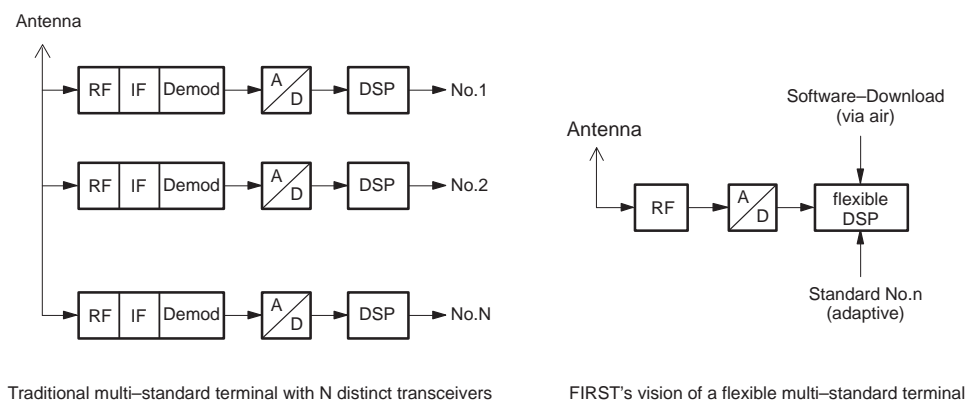 Antenna
RF IF Demod A D DSP No.1
RF IF Demod A D DSP No.2
RF IF Demod A D DSP No.N
Traditional multi–standard terminal with N distinct transceivers
Software–Download
(via air)
Antenna
RF A D flexible
DSP
Standard No.n
(adaptive)
FIRST's vision of a flexible multi–standard terminal